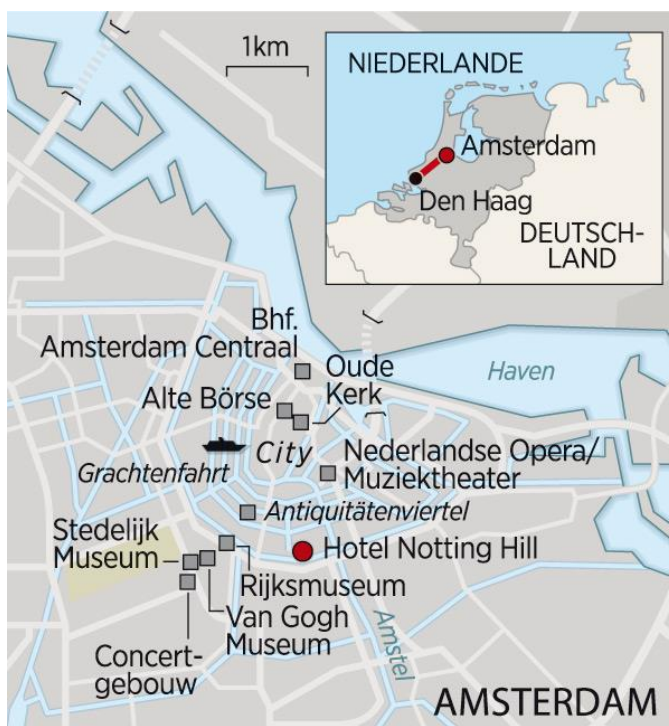 1km
NIEDERLANDE
Amsterdam
Den Haag
DEUTSCH-
LAND
Bhf.
Amsterdam Centraal
Oude
Kerk
Haven
Alte Börse
City
Grachtenfahrt
Nederlandse Opera/
Muziektheater
Antiquitätenviertel
Stedelijk
Museum
Hotel Notting Hill
Rijksmuseum
Van Gogh
Museum
Concert-
gebouw
Amstel
AMSTERDAM